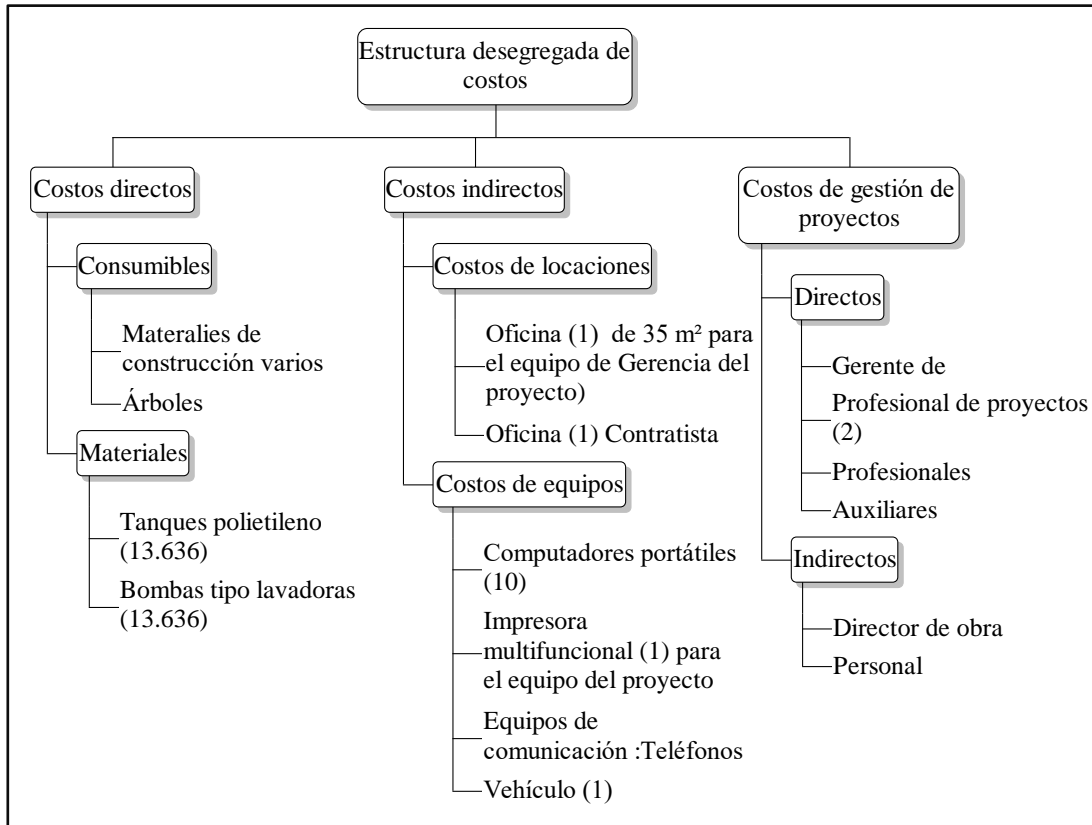 Estructura desegregada de
costos
Costos directos
Consumibles
Materalies de
construcción varios
Árboles
Materiales
Tanques polietileno
(13.636)
Bombas tipo lavadoras
(13.636)
Costos indirectos
Costos de locaciones
Oficina (1)  de 35 m² para
el equipo de Gerencia del
proyecto)
Oficina (1) Contratista
Costos de equipos
Computadores portátiles
(10)
Impresora
multifuncional (1) para
el equipo del proyecto
Equipos de
comunicación :Teléfonos
Vehículo (1)
Costos de gestión de
proyectos
Directos
Gerente de
Profesional de proyectos
(2)
Profesionales
Auxiliares
Indirectos
Director de obra
Personal